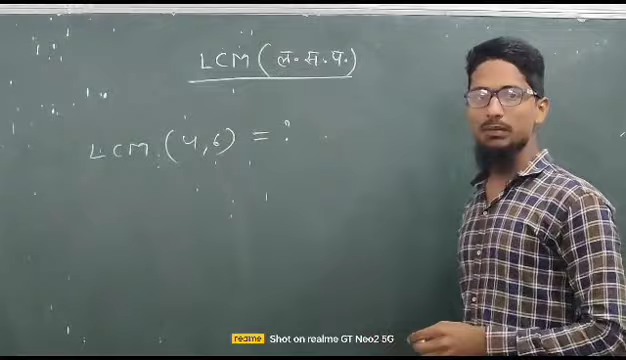 LCM (ल॰ स॰ प॰)
LCM (4,6) = ?
realme Shot on realme GT Neo2 5G